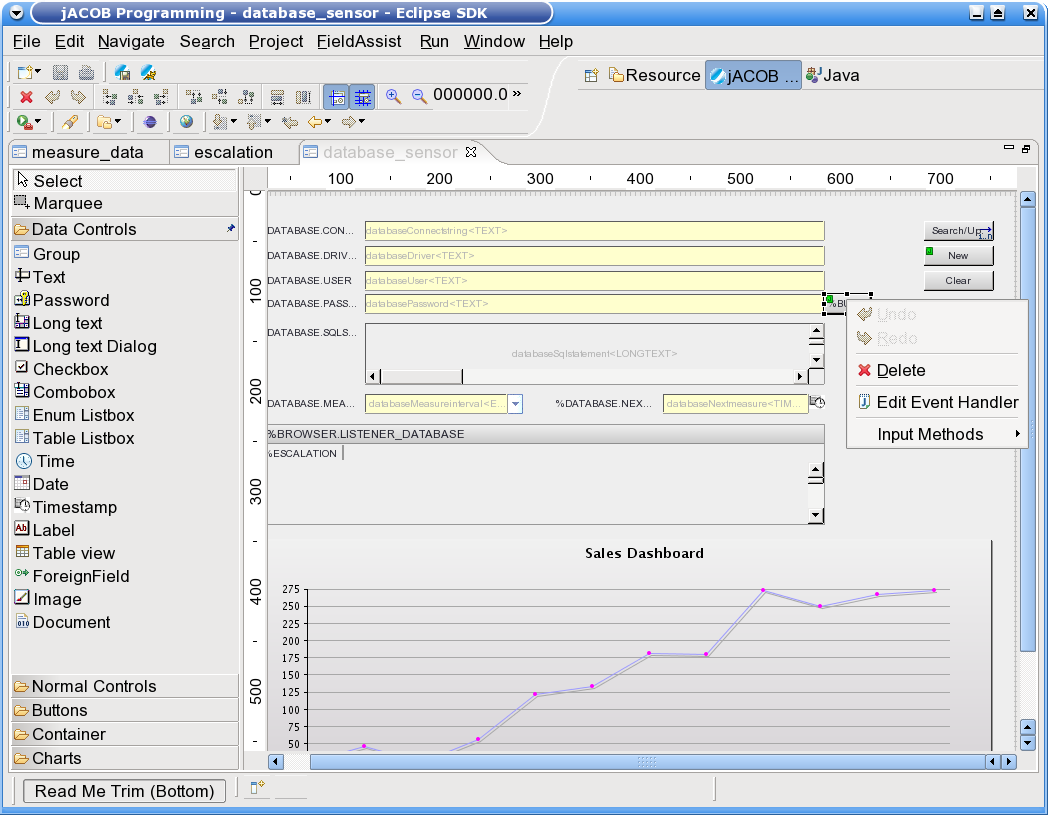 jACOB Programming - database_sensor - Eclipse SDK
File Edit Navigate Search Project FieldAssist Run Window Help
Resource jACOB ... Java
000000.0 »
measure_data escalation database_sensor
Select
Marquee
Data Controls
Group
Text
Password
Long text
Long text Dialog
Checkbox
Combobox
Enum Listbox
Table Listbox
Time
Date
Timestamp
Label
Table view
ForeignField
Image
Document
Normal Controls
Buttons
Container
Charts
100 200 300 400 500 600 700
0
100
200
300
400
500
DATABASE.CON... databaseConnectstring<TEXT>
DATABASE.DRIV... databaseDriver<TEXT>
DATABASE.USER databaseUser<TEXT>
DATABASE.PASS... databasePassword<TEXT>
DATABASE.SQLS... databaseSqlstatement<LONGTEXT>
DATABASE.MEA... databaseMeasureinterval<E... %DATABASE.NEX... databaseNextmeasure<TIM...
Search/Up
New
Clear
%BU
Undo
Redo
Delete
Edit Event Handler
Input Methods
%BROWSER.LISTENER_DATABASE
%ESCALATION
Sales Dashboard
275
250
225
200
175
150
125
100
75
50
Read Me Trim (Bottom)